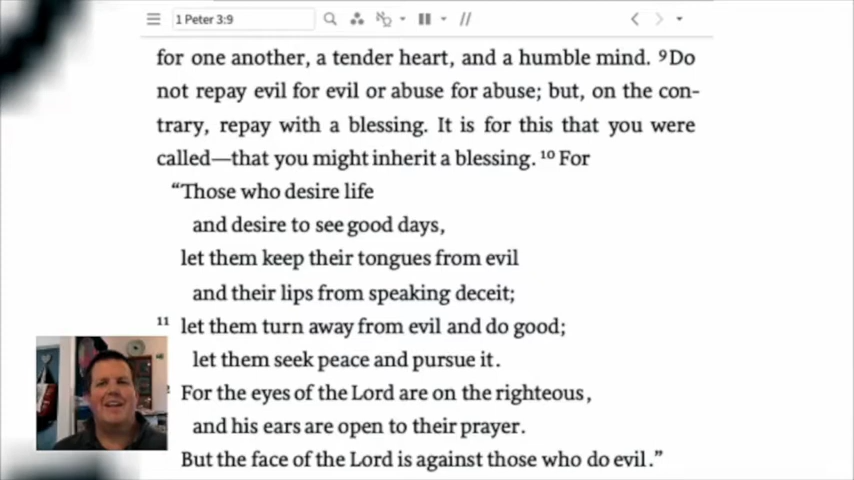 1 Peter 3:9
for one another, a tender heart, and a humble mind. ⁹Do
not repay evil for evil or abuse for abuse; but, on the con-
trary, repay with a blessing. It is for this that you were
called—that you might inherit a blessing. ¹⁰ For
“Those who desire life
and desire to see good days,
let them keep their tongues from evil
and their lips from speaking deceit;
¹¹ let them turn away from evil and do good;
let them seek peace and pursue it.
For the eyes of the Lord are on the righteous,
and his ears are open to their prayer.
But the face of the Lord is against those who do evil.”